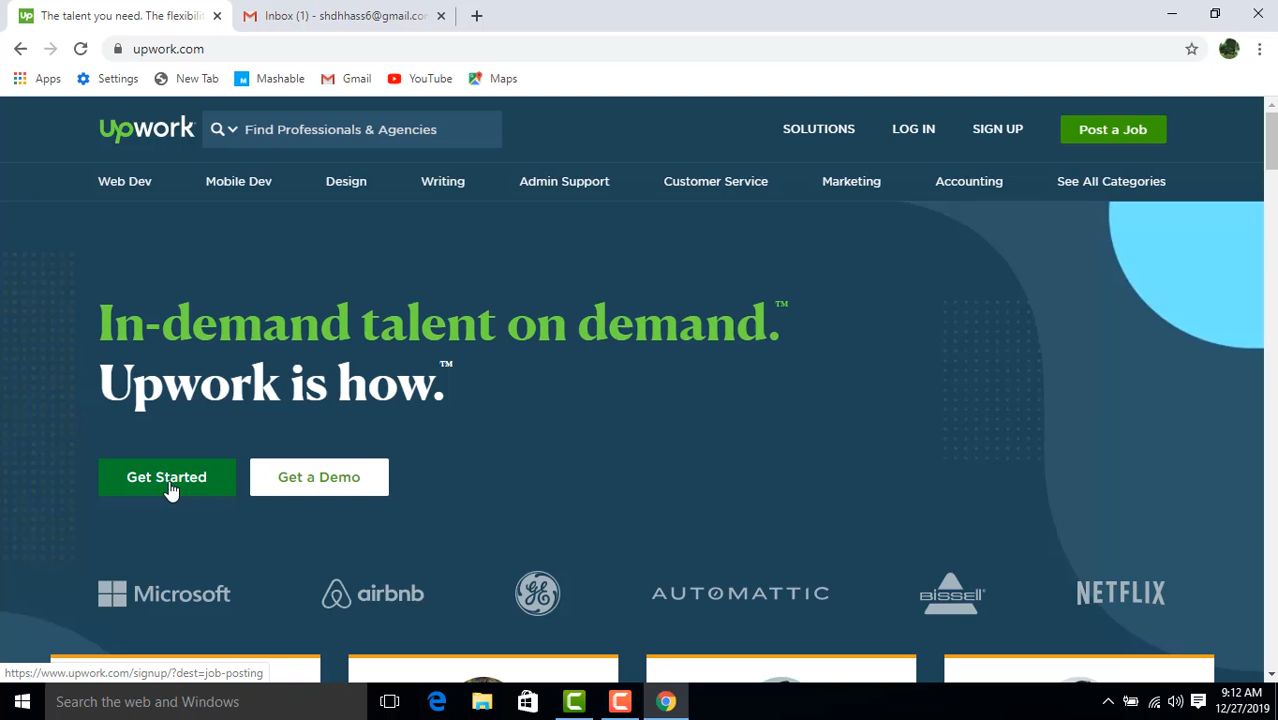 The talent you need. The flexibili
Inbox (1) - shdhhass6@gmail.com
upwork.com
Apps Settings New Tab Mashable Gmail YouTube Maps
upwork Find Professionals & Agencies SOLUTIONS LOG IN SIGN UP Post a Job
Web Dev Mobile Dev Design Writing Admin Support Customer Service Marketing Accounting See All Categories
In-demand talent on demand.™
Upwork is how.™
Get Started Get a Demo
Microsoft airbnb GE AUTOMATTIC BISSELL NETFLIX
https://www.upwork.com/signup/?dest=job-posting
Search the web and Windows
9:12 AM
12/27/2019